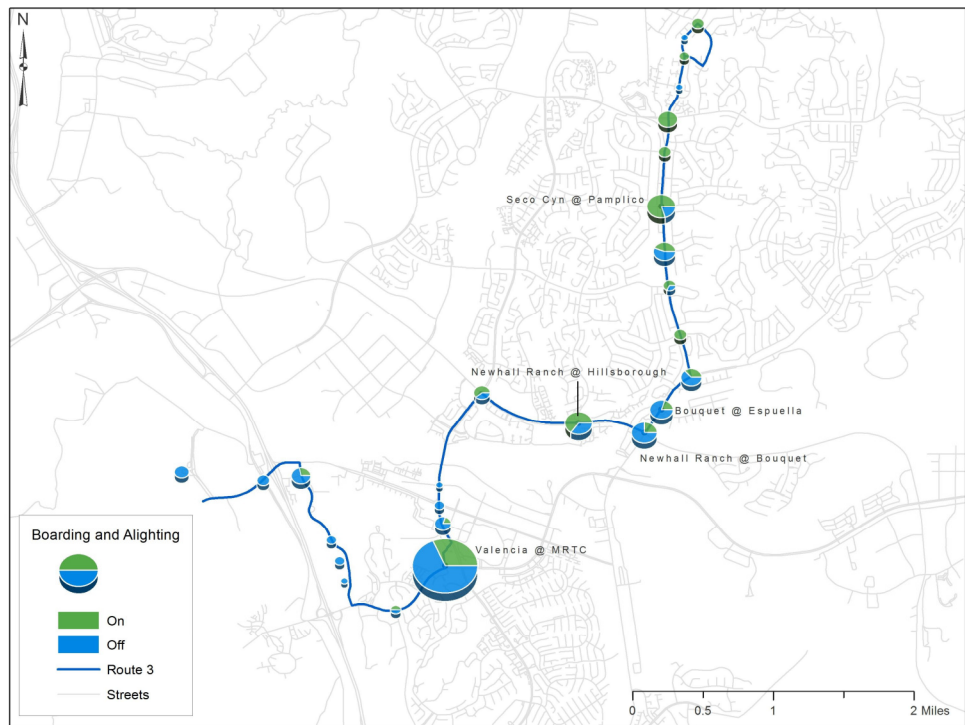 N
Seco Cyn @ Pamplico
Newhall Ranch @ Hillsborough
Bouquet @ Espuella
Newhall Ranch @ Bouquet
Valencia @ MRTC
Boarding and Alighting
On
Off
Route 3
Streets
0 0.5 1 2 Miles